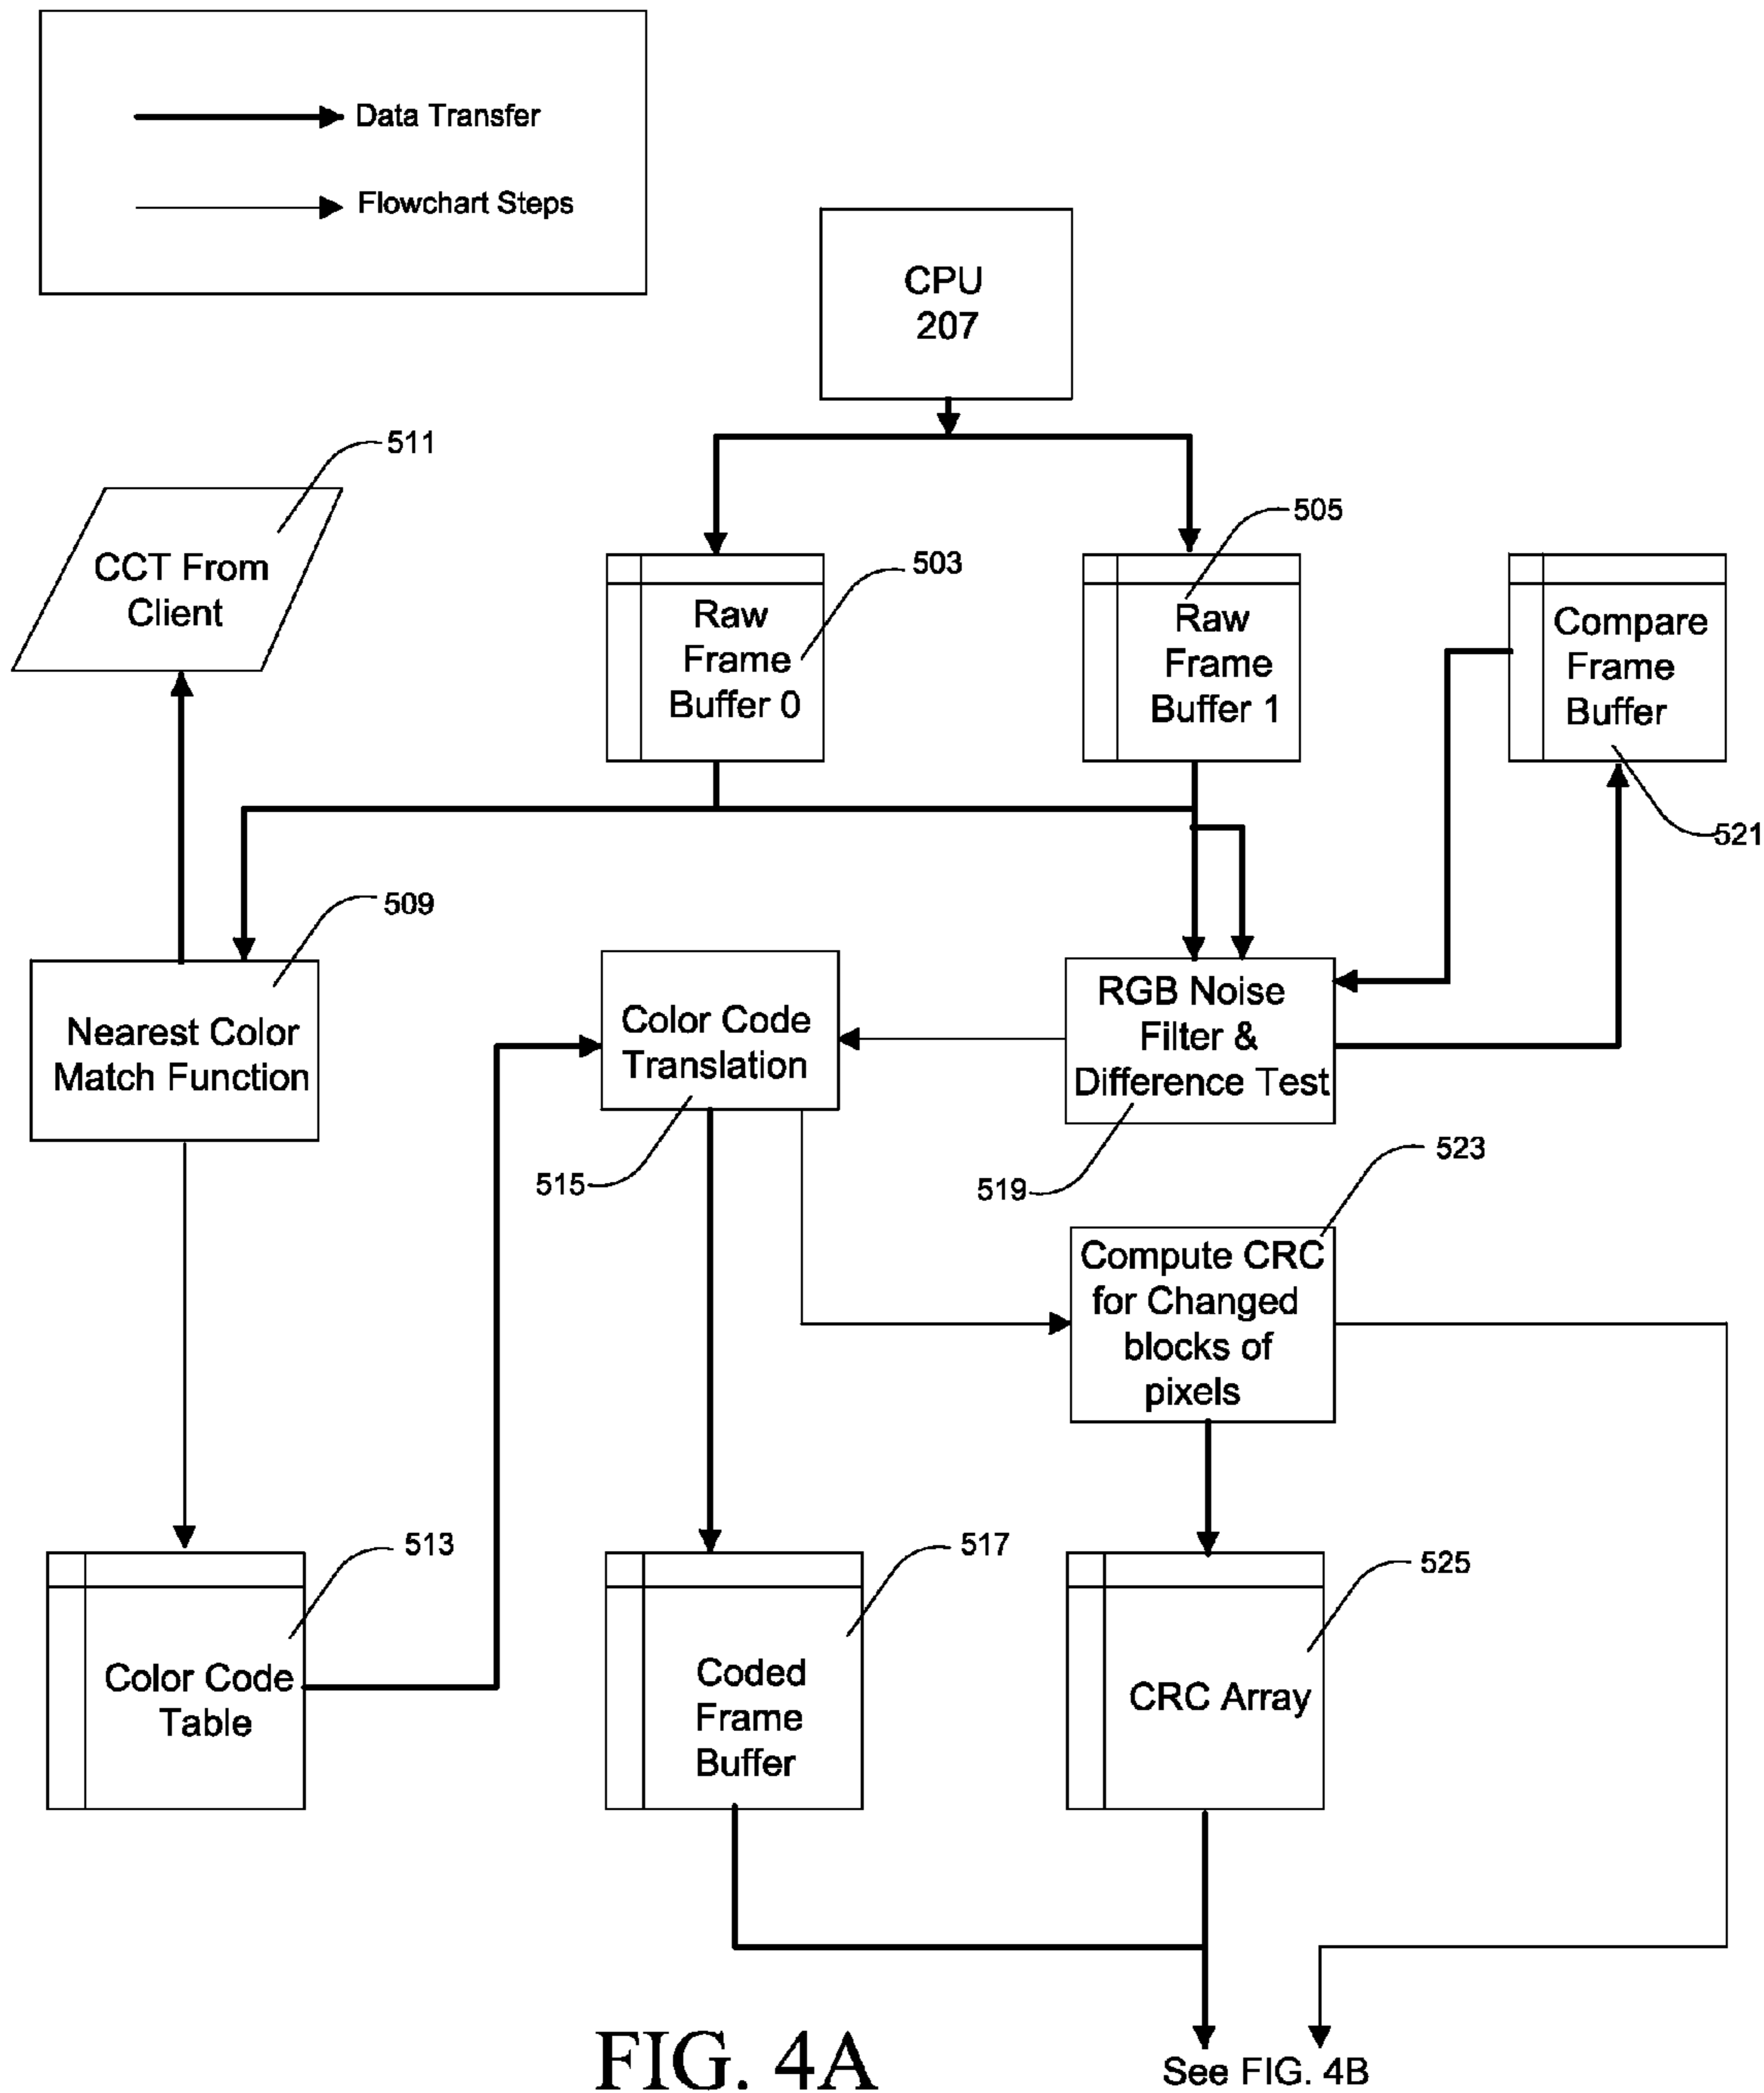 Data Transfer
Flowchart Steps
CPU
207
511
CCT From
Client
503
Raw
Frame
Buffer 0
505
Raw
Frame
Buffer 1
Compare
Frame
Buffer
521
509
Nearest Color
Match Function
Color Code
Translation
515
RGB Noise
Filter &
Difference Test
519
523
Compute CRC
for Changed
blocks of
pixels
513
Color Code
Table
517
Coded
Frame
Buffer
525
CRC Array
FIG. 4A
See FIG. 4B